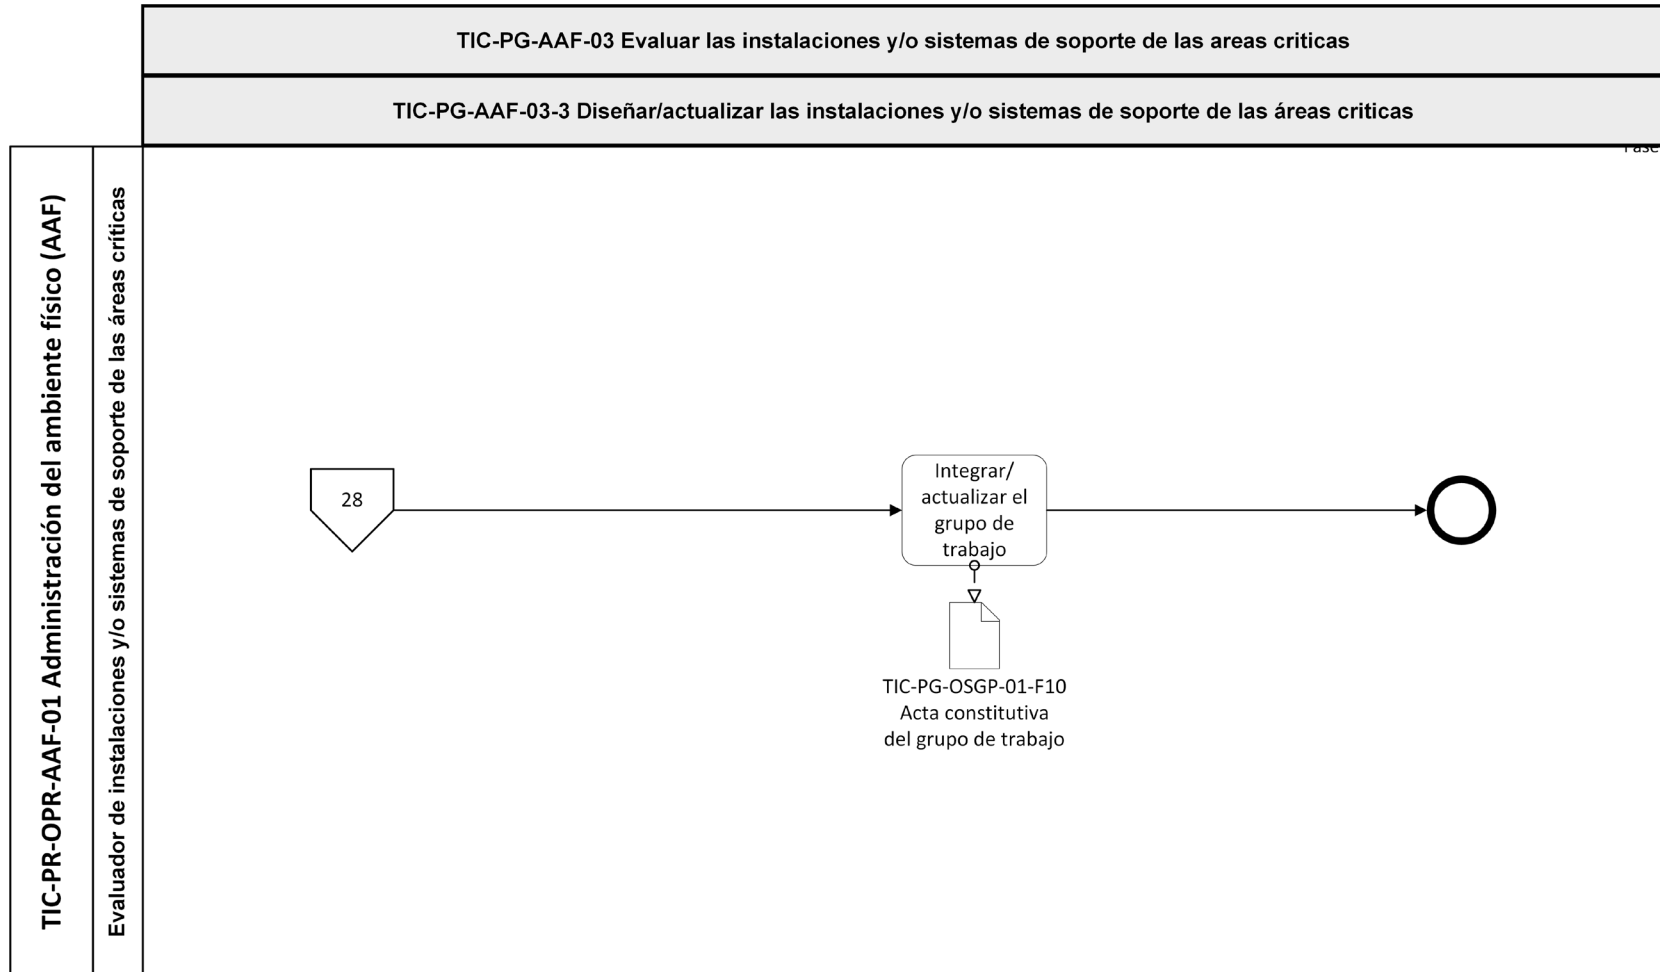 TIC-PG-AAF-03 Evaluar las instalaciones y/o sistemas de soporte de las areas criticas
TIC-PG-AAF-03-3 Diseñar/actualizar las instalaciones y/o sistemas de soporte de las áreas criticas
TIC-PR-OPR-AAF-01 Administración del ambiente físico (AAF)
Evaluador de instalaciones y/o sistemas de soporte de las áreas críticas
28
Integrar/
actualizar el
grupo de
trabajo
TIC-PG-OSGP-01-F10
Acta constitutiva
del grupo de trabajo